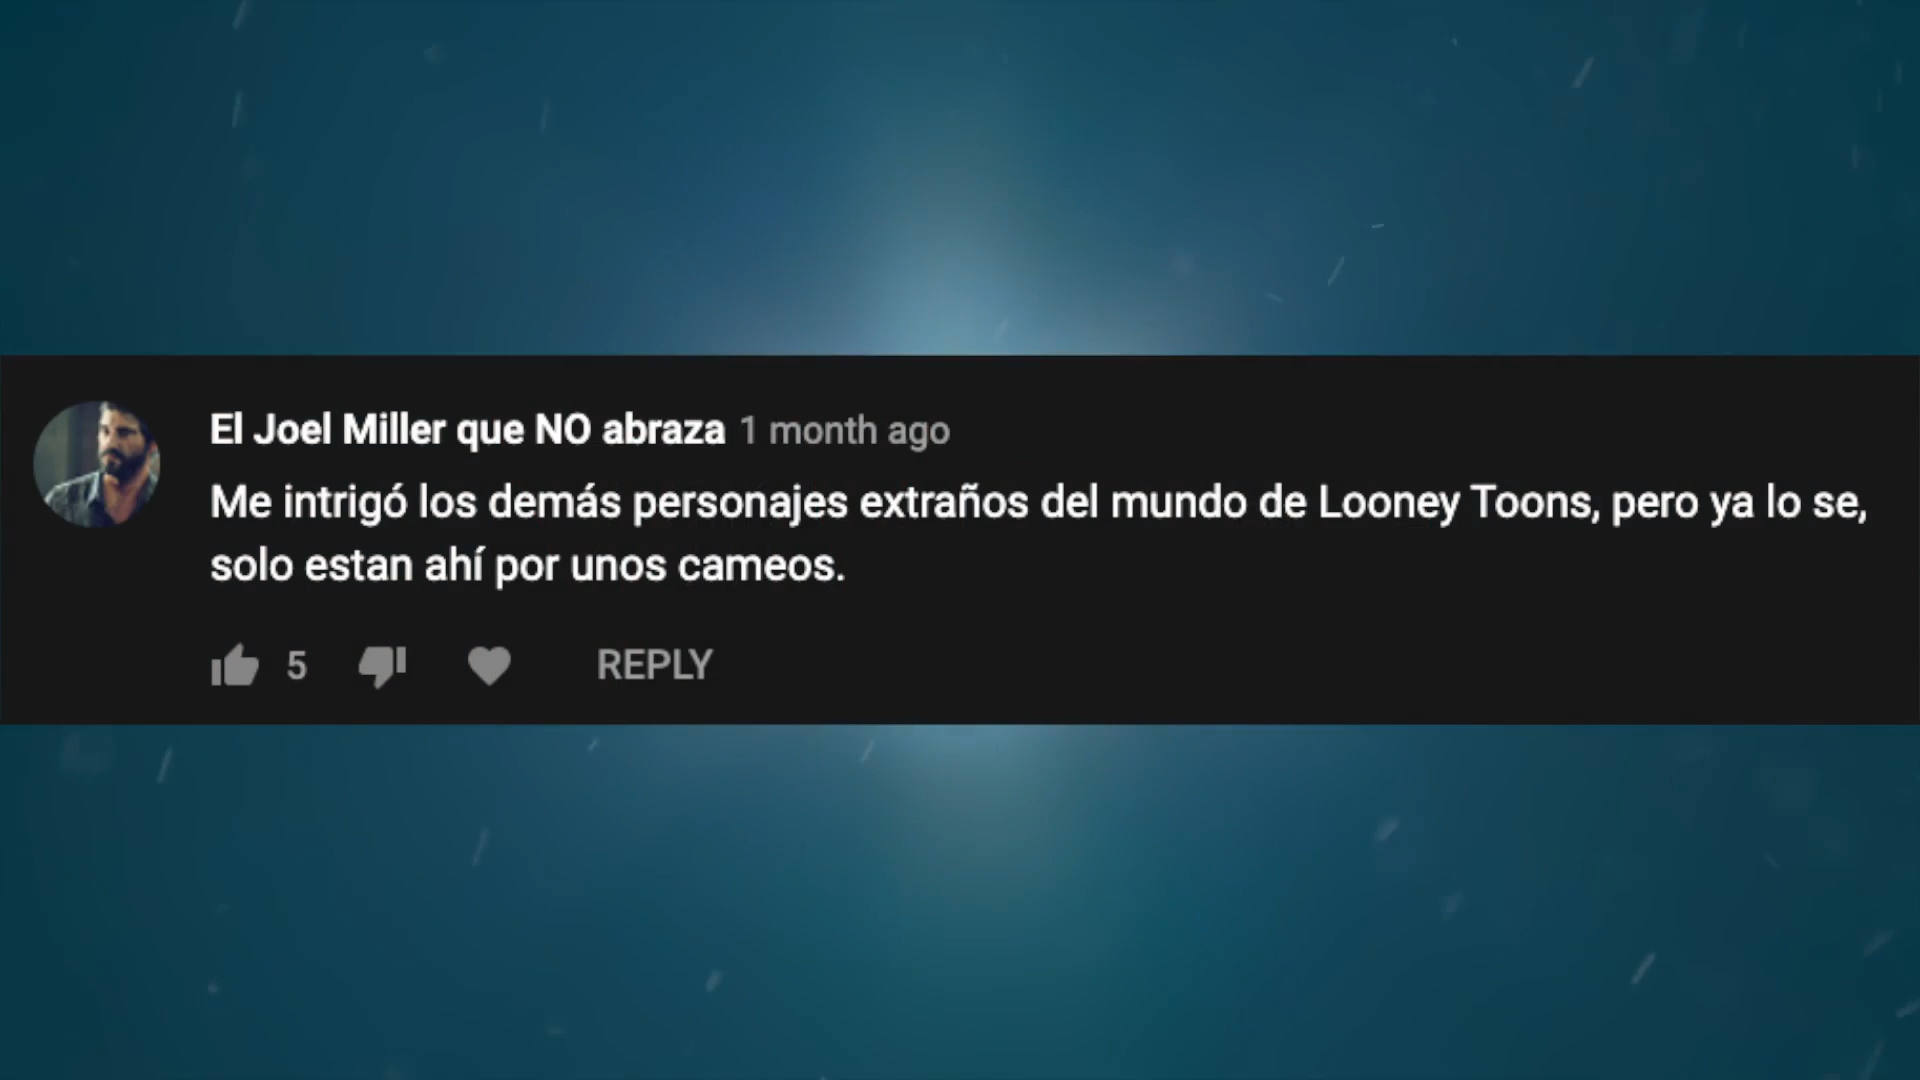 El Joel Miller que NO abraza 1 month ago
Me intrigó los demás personajes extraños del mundo de Looney Toons, pero ya lo se,
solo estan ahí por unos cameos.
5 REPLY